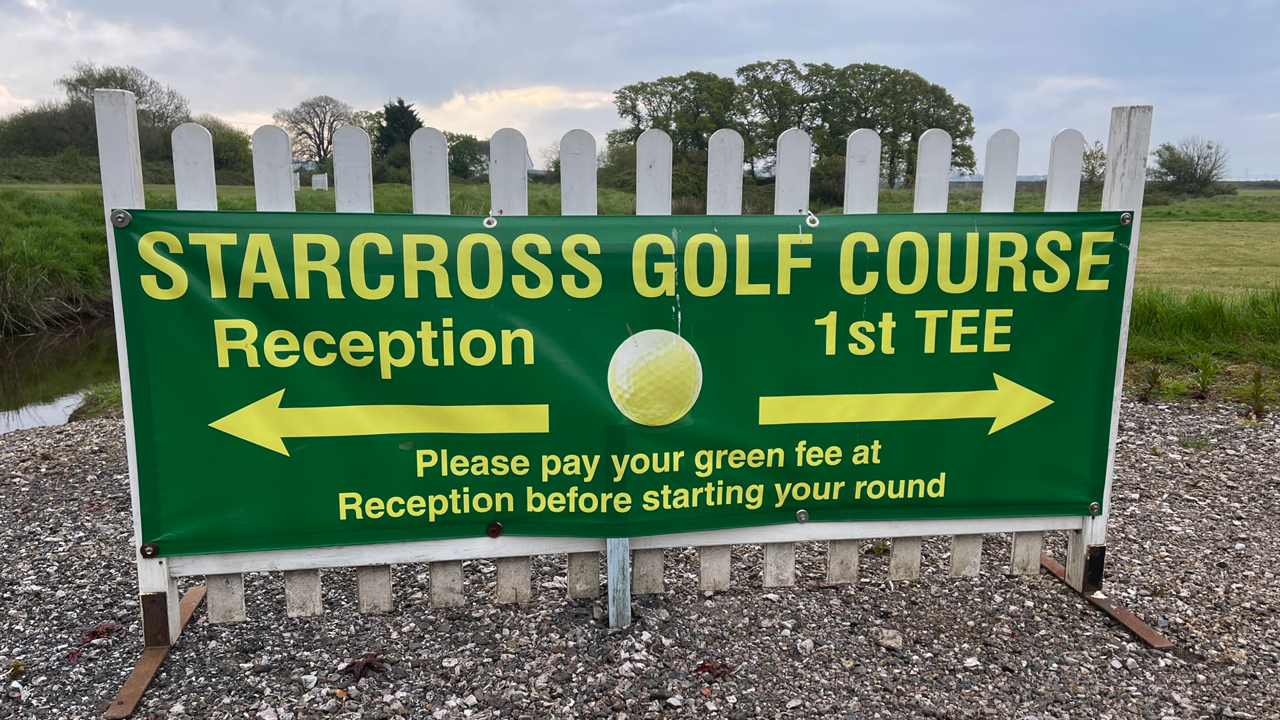 STARCROSS GOLF COURSE
Reception
1st TEE
Please pay your green fee at
Reception before starting your round